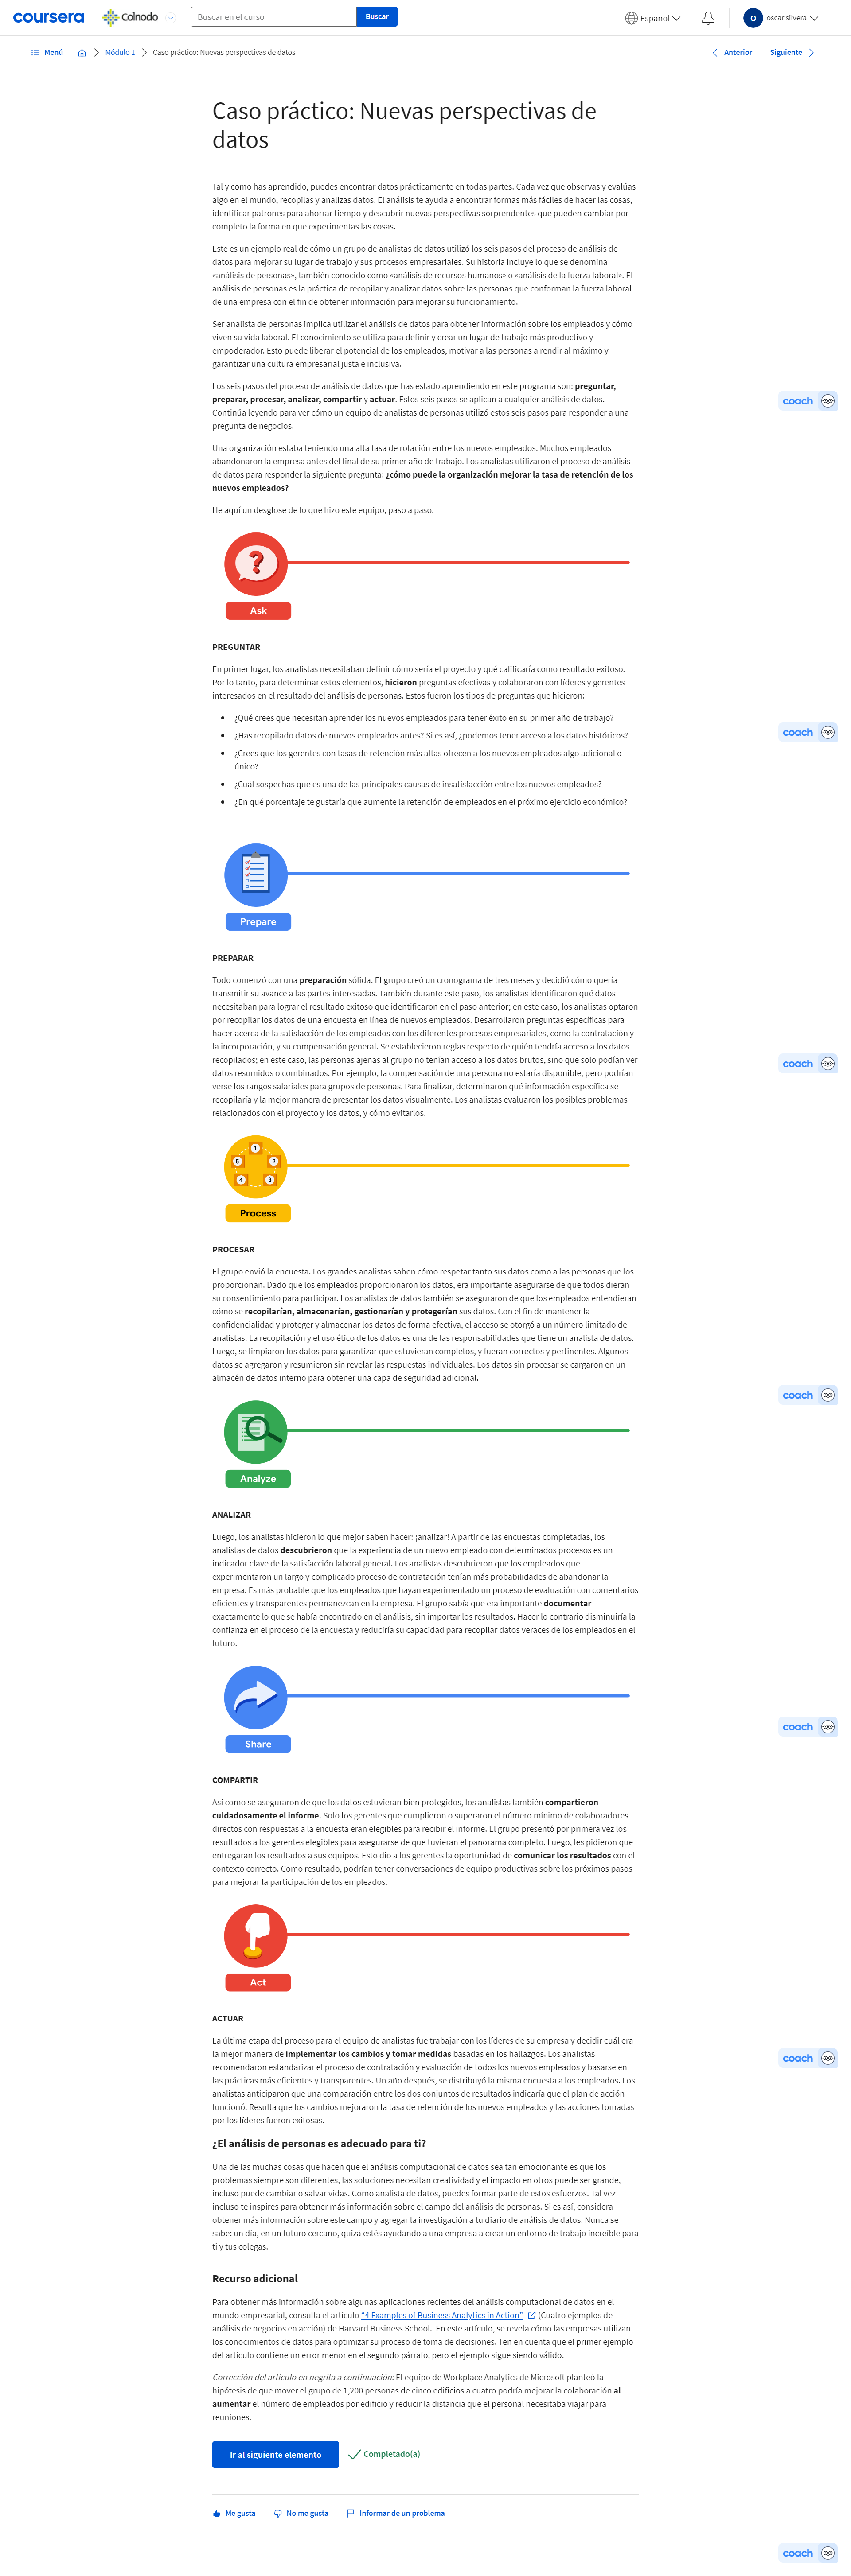 coursera
Colnodo
Buscar en el curso
Buscar
Español
O
oscar silvera
Menú
Módulo 1
Caso práctico: Nuevas perspectivas de datos
Anterior
Siguiente
Caso práctico: Nuevas perspectivas de
datos
Tal y como has aprendido, puedes encontrar datos prácticamente en todas partes. Cada vez que observas y evalúas
algo en el mundo, recopilas y analizas datos. El análisis te ayuda a encontrar formas más fáciles de hacer las cosas,
identificar patrones para ahorrar tiempo y descubrir nuevas perspectivas sorprendentes que pueden cambiar por
completo la forma en que experimentas las cosas.
Este es un ejemplo real de cómo un grupo de analistas de datos utilizó los seis pasos del proceso de análisis de
datos para mejorar su lugar de trabajo y sus procesos empresariales. Su historia incluye lo que se denomina
«análisis de personas», también conocido como «análisis de recursos humanos» o «análisis de la fuerza laboral». El
análisis de personas es la práctica de recopilar y analizar datos sobre las personas que conforman la fuerza laboral
de una empresa con el fin de obtener información para mejorar su funcionamiento.
Ser analista de personas implica utilizar el análisis de datos para obtener información sobre los empleados y cómo
viven su vida laboral. El conocimiento se utiliza para definir y crear un lugar de trabajo más productivo y
empoderador. Esto puede liberar el potencial de los empleados, motivar a las personas a rendir al máximo y
garantizar una cultura empresarial justa e inclusiva.
Los seis pasos del proceso de análisis de datos que has estado aprendiendo en este programa son: preguntar,
preparar, procesar, analizar, compartir y actuar. Estos seis pasos se aplican a cualquier análisis de datos.
Continúa leyendo para ver cómo un equipo de analistas de personas utilizó estos seis pasos para responder a una
pregunta de negocios.
coach
Una organización estaba teniendo una alta tasa de rotación entre los nuevos empleados. Muchos empleados
abandonaron la empresa antes del final de su primer año de trabajo. Los analistas utilizaron el proceso de análisis
de datos para responder la siguiente pregunta: ¿cómo puede la organización mejorar la tasa de retención de los
nuevos empleados?
He aquí un desglose de lo que hizo este equipo, paso a paso.
?
Ask
PREGUNTAR
En primer lugar, los analistas necesitaban definir cómo sería el proyecto y qué calificaría como resultado exitoso.
Por lo tanto, para determinar estos elementos, hicieron preguntas efectivas y colaboraron con líderes y gerentes
interesados en el resultado del análisis de personas. Estos fueron los tipos de preguntas que hicieron:
• ¿Qué crees que necesitan aprender los nuevos empleados para tener éxito en su primer año de trabajo?
• ¿Has recopilado datos de nuevos empleados antes? Si es así, ¿podemos tener acceso a los datos históricos?
coach
• ¿Crees que los gerentes con tasas de retención más altas ofrecen a los nuevos empleados algo adicional o
único?
• ¿Cuál sospechas que es una de las principales causas de insatisfacción entre los nuevos empleados?
• ¿En qué porcentaje te gustaría que aumente la retención de empleados en el próximo ejercicio económico?
Prepare
PREPARAR
Todo comenzó con una preparación sólida. El grupo creó un cronograma de tres meses y decidió cómo quería
transmitir su avance a las partes interesadas. También durante este paso, los analistas identificaron qué datos
necesitaban para lograr el resultado exitoso que identificaron en el paso anterior; en este caso, los analistas optaron
por recopilar los datos de una encuesta en línea de nuevos empleados. Desarrollaron preguntas específicas para
hacer acerca de la satisfacción de los empleados con los diferentes procesos empresariales, como la contratación y
la incorporación, y su compensación general. Se establecieron reglas respecto de quién tendría acceso a los datos
recopilados; en este caso, las personas ajenas al grupo no tenían acceso a los datos brutos, sino que solo podían ver
datos resumidos o combinados. Por ejemplo, la compensación de una persona no estaría disponible, pero podrían
verse los rangos salariales para grupos de personas. Para finalizar, determinaron qué información específica se
recopilaría y la mejor manera de presentar los datos visualmente. Los analistas evaluaron los posibles problemas
relacionados con el proyecto y los datos, y cómo evitarlos.
coach
1
2
3
4
5
Process
PROCESAR
El grupo envió la encuesta. Los grandes analistas saben cómo respetar tanto sus datos como a las personas que los
proporcionan. Dado que los empleados proporcionaron los datos, era importante asegurarse de que todos dieran
su consentimiento para participar. Los analistas de datos también se aseguraron de que los empleados entendieran
cómo se recopilarían, almacenarían, gestionarían y protegerían sus datos. Con el fin de mantener la
confidencialidad y proteger y almacenar los datos de forma efectiva, el acceso se otorgó a un número limitado de
analistas. La recopilación y el uso ético de los datos es una de las responsabilidades que tiene un analista de datos.
Luego, se limpiaron los datos para garantizar que estuvieran completos, y fueran correctos y pertinentes. Algunos
datos se agregaron y resumieron sin revelar las respuestas individuales. Los datos sin procesar se cargaron en un
almacén de datos interno para obtener una capa de seguridad adicional.
coach
Analyze
ANALIZAR
Luego, los analistas hicieron lo que mejor saben hacer: ¡analizar! A partir de las encuestas completadas, los
analistas de datos descubrieron que la experiencia de un nuevo empleado con determinados procesos es un
indicador clave de la satisfacción laboral general. Los analistas descubrieron que los empleados que
experimentaron un largo y complicado proceso de contratación tenían más probabilidades de abandonar la
empresa. Es más probable que los empleados que hayan experimentado un proceso de evaluación con comentarios
eficientes y transparentes permanezcan en la empresa. El grupo sabía que era importante documentar
exactamente lo que se había encontrado en el análisis, sin importar los resultados. Hacer lo contrario disminuiría la
confianza en el proceso de la encuesta y reduciría su capacidad para recopilar datos veraces de los empleados en el
futuro.
coach
Share
COMPARTIR
Así como se aseguraron de que los datos estuvieran bien protegidos, los analistas también compartieron
cuidadosamente el informe. Solo los gerentes que cumplieron o superaron el número mínimo de colaboradores
directos con respuestas a la encuesta eran elegibles para recibir el informe. El grupo presentó por primera vez los
resultados a los gerentes elegibles para asegurarse de que tuvieran el panorama completo. Luego, les pidieron que
entregaran los resultados a sus equipos. Esto dio a los gerentes la oportunidad de comunicar los resultados con el
contexto correcto. Como resultado, podrían tener conversaciones de equipo productivas sobre los próximos pasos
para mejorar la participación de los empleados.
Act
ACTUAR
La última etapa del proceso para el equipo de analistas fue trabajar con los líderes de su empresa y decidir cuál era
la mejor manera de implementar los cambios y tomar medidas basadas en los hallazgos. Los analistas
recomendaron estandarizar el proceso de contratación y evaluación de todos los nuevos empleados y basarse en
las prácticas más eficientes y transparentes. Un año después, se distribuyó la misma encuesta a los empleados. Los
analistas anticiparon que una comparación entre los dos conjuntos de resultados indicaría que el plan de acción
funcionó. Resulta que los cambios mejoraron la tasa de retención de los nuevos empleados y las acciones tomadas
por los líderes fueron exitosas.
coach
¿El análisis de personas es adecuado para ti?
Una de las muchas cosas que hacen que el análisis computacional de datos sea tan emocionante es que los
problemas siempre son diferentes, las soluciones necesitan creatividad y el impacto en otros puede ser grande,
incluso puede cambiar o salvar vidas. Como analista de datos, puedes formar parte de estos esfuerzos. Tal vez
incluso te inspires para obtener más información sobre el campo del análisis de personas. Si es así, considera
obtener más información sobre este campo y agregar la investigación a tu diario de análisis de datos. Nunca se
sabe: un día, en un futuro cercano, quizá estés ayudando a una empresa a crear un entorno de trabajo increíble para
ti y tus colegas.
Recurso adicional
Para obtener más información sobre algunas aplicaciones recientes del análisis computacional de datos en el
mundo empresarial, consulta el artículo “4 Examples of Business Analytics in Action” (Cuatro ejemplos de
análisis de negocios en acción) de Harvard Business School. En este artículo, se revela cómo las empresas utilizan
los conocimientos de datos para optimizar su proceso de toma de decisiones. Ten en cuenta que el primer ejemplo
del artículo contiene un error menor en el segundo párrafo, pero el ejemplo sigue siendo válido.
Corrección del artículo en negrita a continuación: El equipo de Workplace Analytics de Microsoft planteó la
hipótesis de que mover el grupo de 1,200 personas de cinco edificios a cuatro podría mejorar la colaboración al
aumentar el número de empleados por edificio y reducir la distancia que el personal necesitaba viajar para
reuniones.
Ir al siguiente elemento
Completado(a)
Me gusta
No me gusta
Informar de un problema
coach